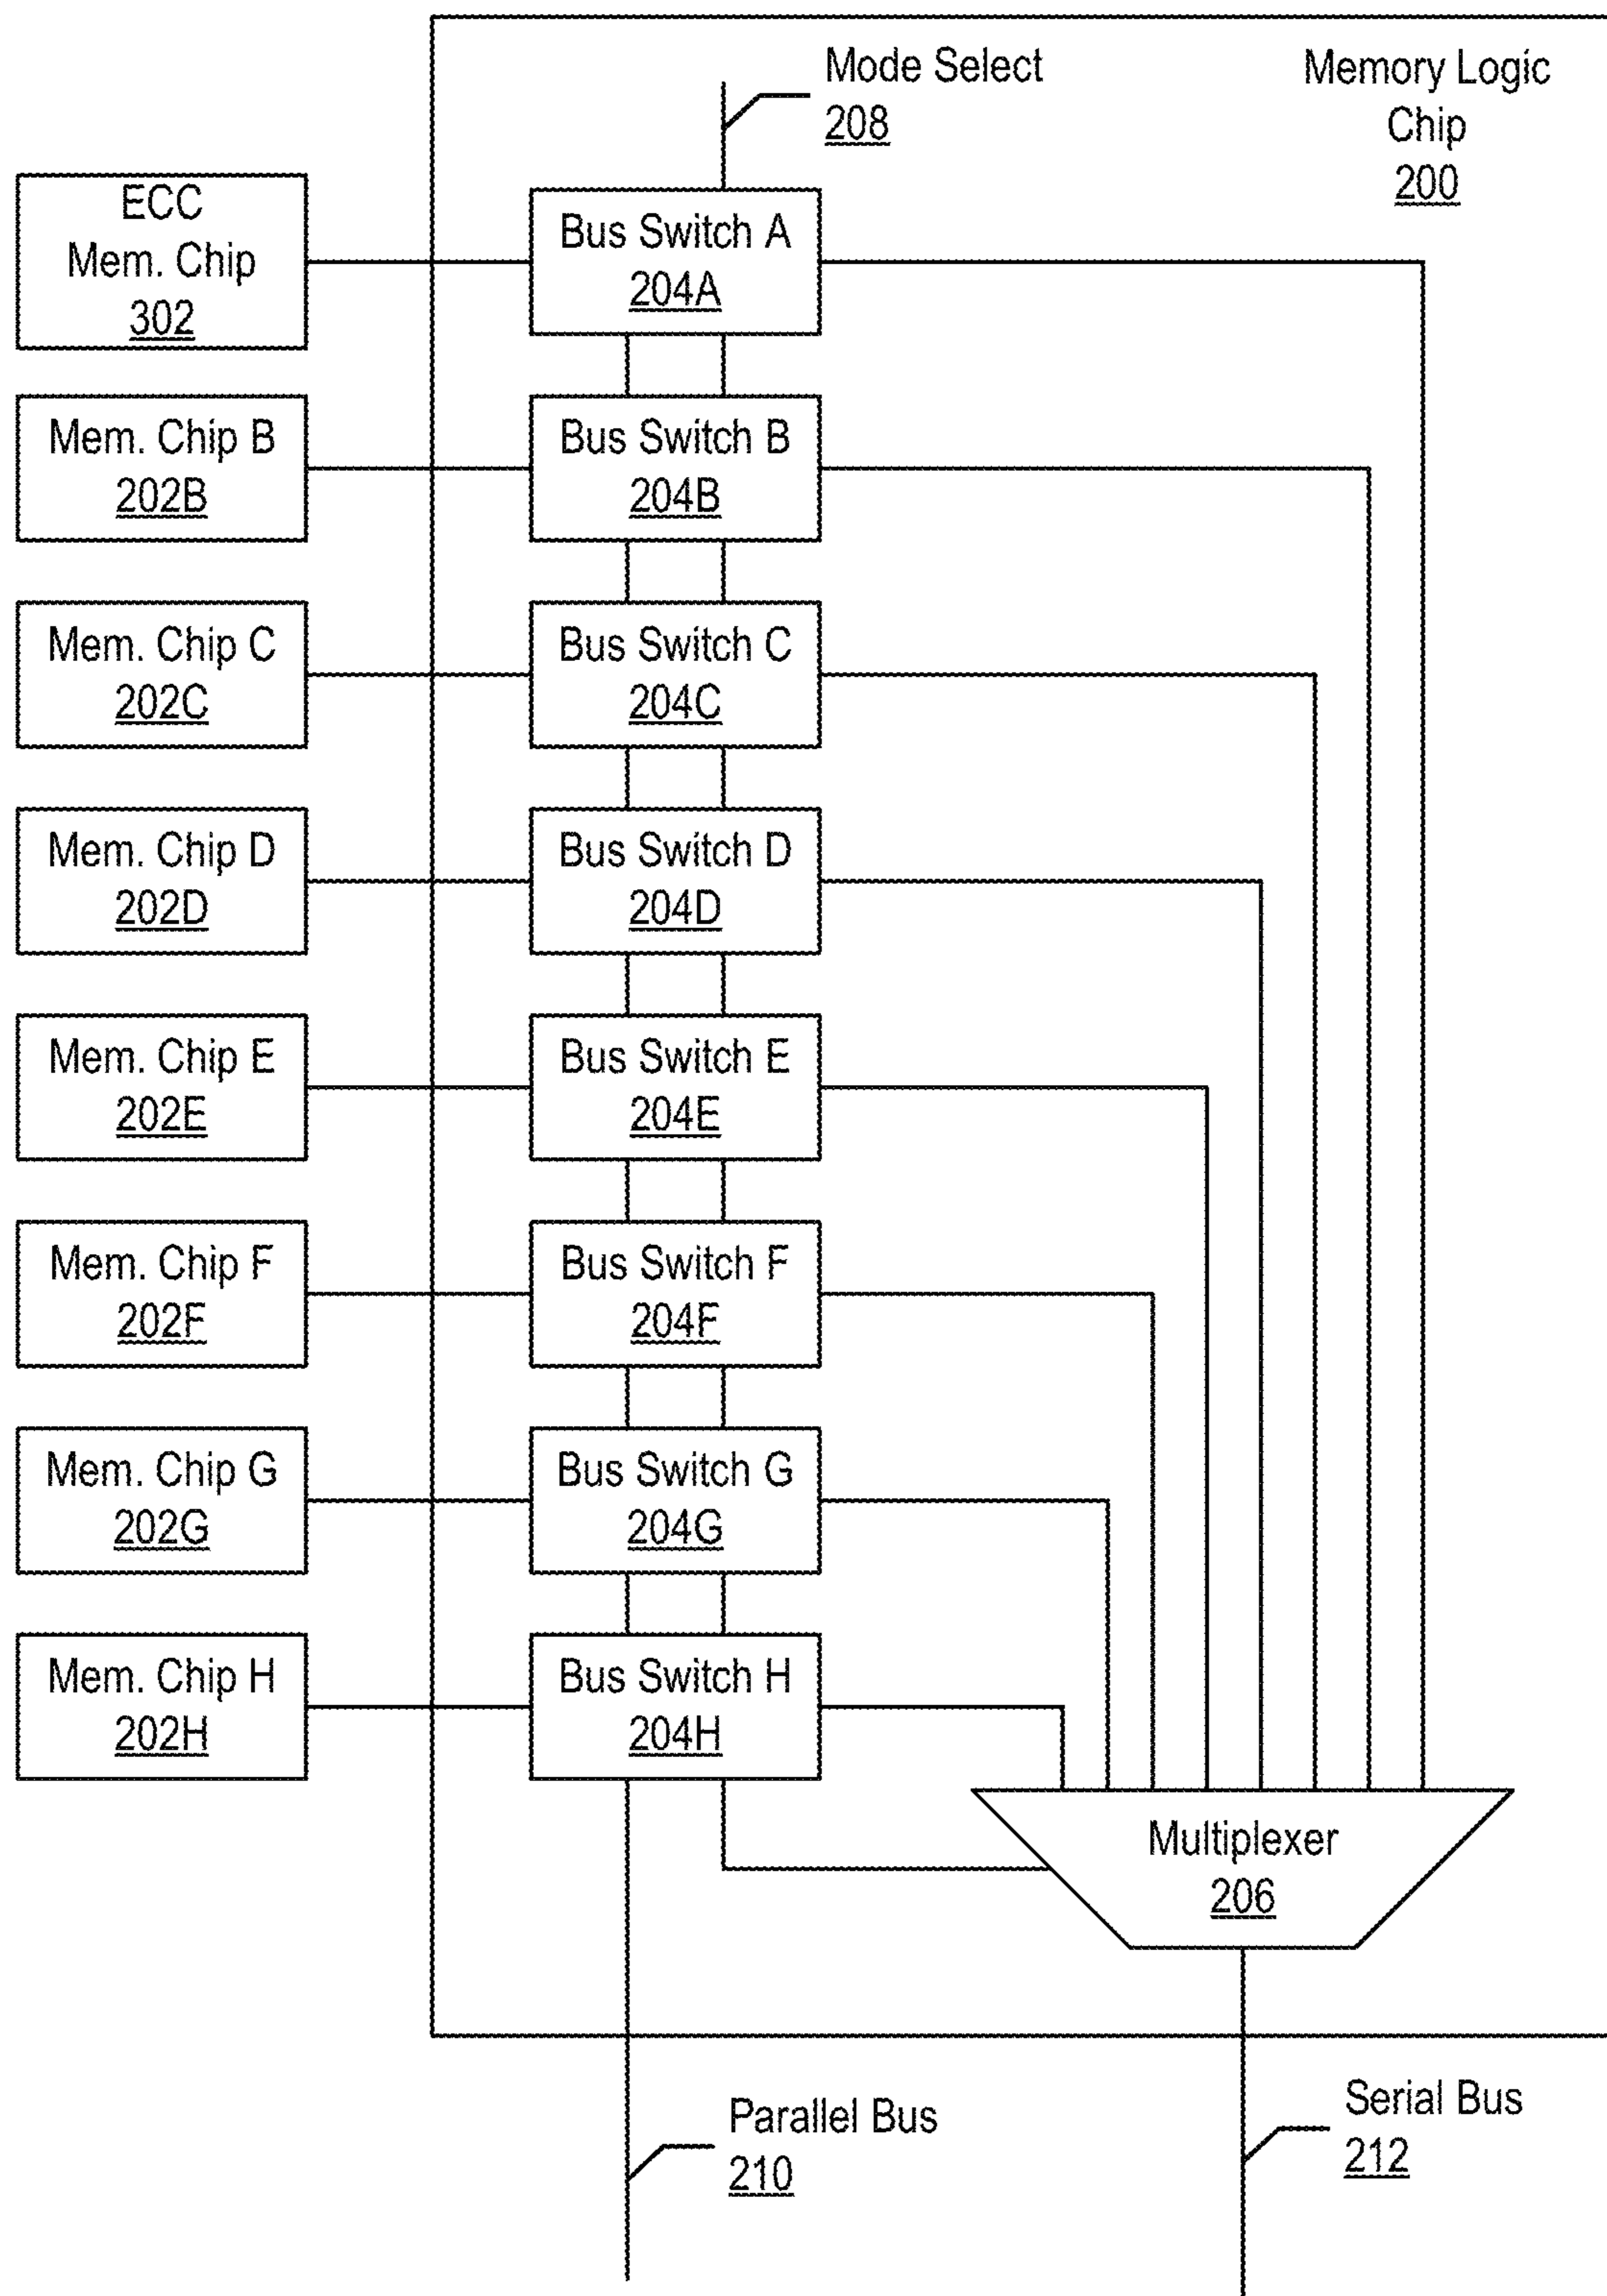 Mode Select
208
Memory Logic
Chip
200
ECC
Mem. Chip
302
Bus Switch A
204A
Mem. Chip B
202B
Bus Switch B
204B
Mem. Chip C
202C
Bus Switch C
204C
Mem. Chip D
202D
Bus Switch D
204D
Mem. Chip E
202E
Bus Switch E
204E
Mem. Chip F
202F
Bus Switch F
204F
Mem. Chip G
202G
Bus Switch G
204G
Mem. Chip H
202H
Bus Switch H
204H
Multiplexer
206
Parallel Bus
210
Serial Bus
212